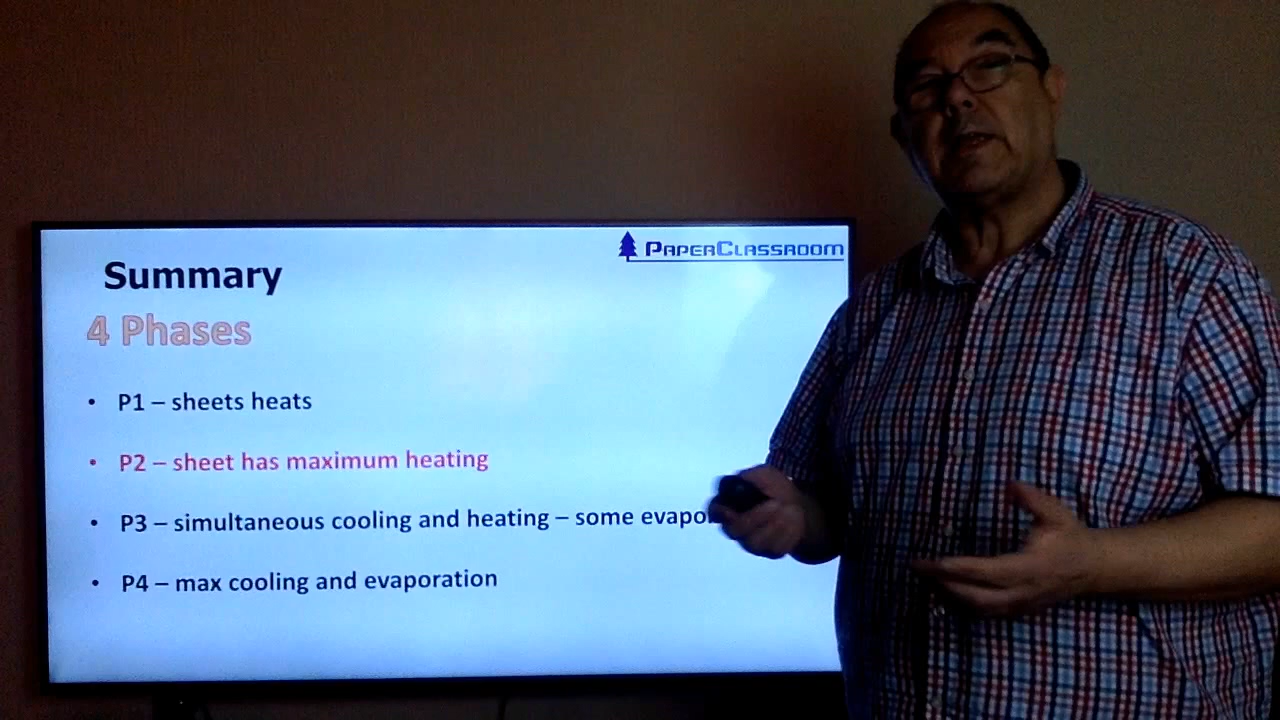 PAPERCLASSROOM
Summary
4 Phases
• P1 – sheets heats
• P2 – sheet has maximum heating
• P3 – simultaneous cooling and heating – some evapo
• P4 – max cooling and evaporation